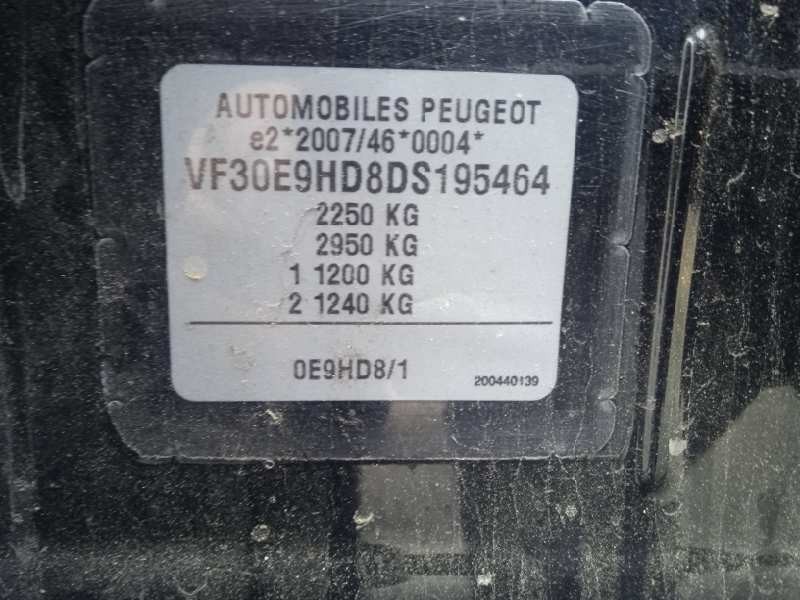 AUTOMOBILES PEUGEOT
e2*2007/46*0004*
VF30E9HD8DS195464
2250 KG
2950 KG
1 1200 KG
2 1240 KG
0E9HD8/1
200440139